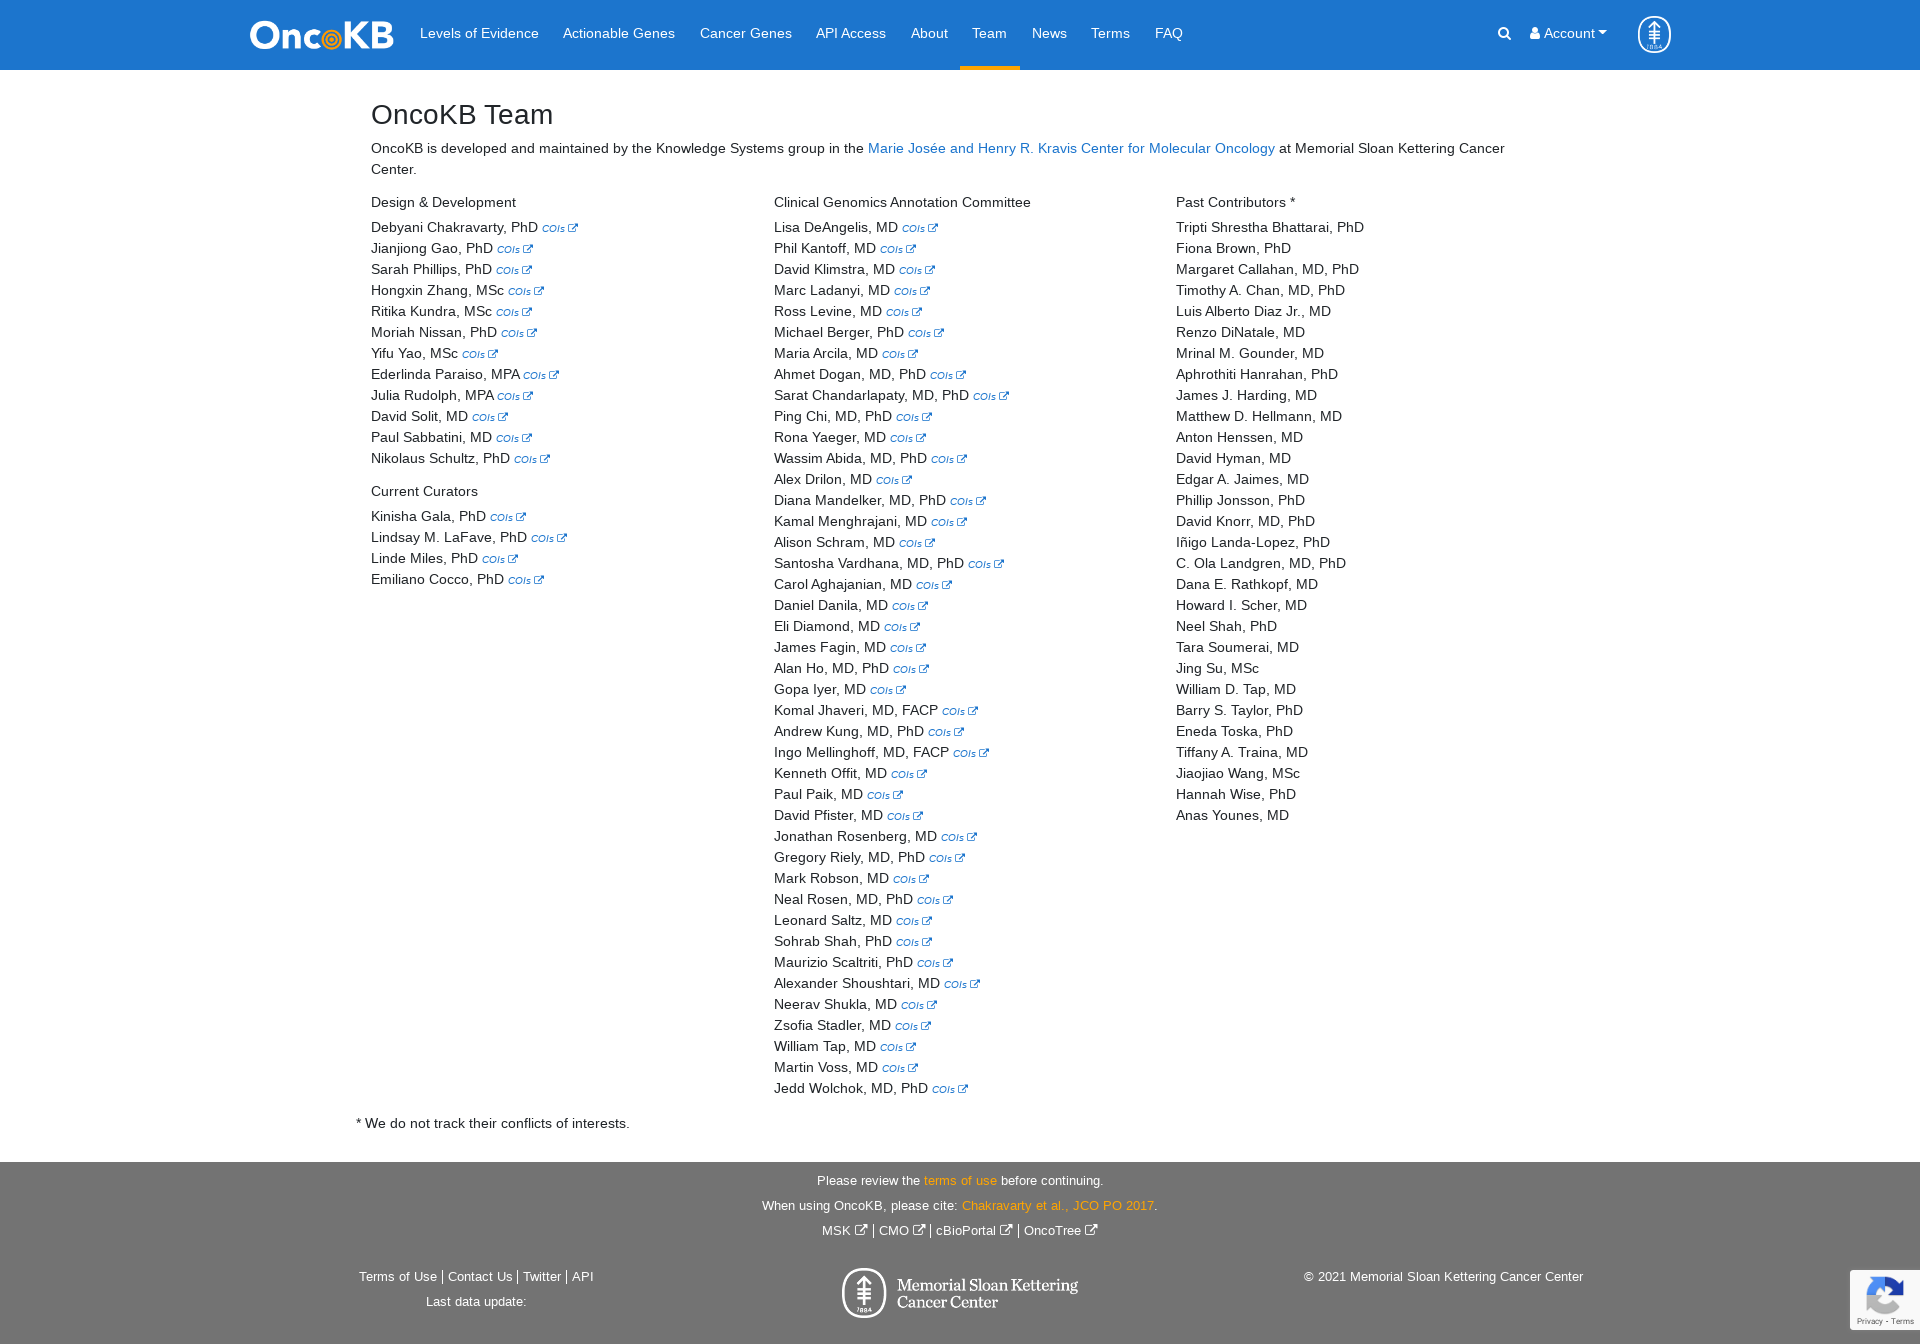 OncoKB Levels of Evidence Actionable Genes Cancer Genes API Access About Team News Terms FAQ Account
OncoKB Team
OncoKB is developed and maintained by the Knowledge Systems group in the Marie Josée and Henry R. Kravis Center for Molecular Oncology at Memorial Sloan Kettering Cancer
Center.
Design & Development
Debyani Chakravarty, PhD COIs
Jianjiong Gao, PhD COIs
Sarah Phillips, PhD COIs
Hongxin Zhang, MSc COIs
Ritika Kundra, MSc COIs
Moriah Nissan, PhD COIs
Yifu Yao, MSc COIs
Ederlinda Paraiso, MPA COIs
Julia Rudolph, MPA COIs
David Solit, MD COIs
Paul Sabbatini, MD COIs
Nikolaus Schultz, PhD COIs
Current Curators
Kinisha Gala, PhD COIs
Lindsay M. LaFave, PhD COIs
Linde Miles, PhD COIs
Emiliano Cocco, PhD COIs
Clinical Genomics Annotation Committee
Lisa DeAngelis, MD COIs
Phil Kantoff, MD COIs
David Klimstra, MD COIs
Marc Ladanyi, MD COIs
Ross Levine, MD COIs
Michael Berger, PhD COIs
Maria Arcila, MD COIs
Ahmet Dogan, MD, PhD COIs
Sarat Chandarlapaty, MD, PhD COIs
Ping Chi, MD, PhD COIs
Rona Yaeger, MD COIs
Wassim Abida, MD, PhD COIs
Alex Drilon, MD COIs
Diana Mandelker, MD, PhD COIs
Kamal Menghrajani, MD COIs
Alison Schram, MD COIs
Santosha Vardhana, MD, PhD COIs
Carol Aghajanian, MD COIs
Daniel Danila, MD COIs
Eli Diamond, MD COIs
James Fagin, MD COIs
Alan Ho, MD, PhD COIs
Gopa Iyer, MD COIs
Komal Jhaveri, MD, FACP COIs
Andrew Kung, MD, PhD COIs
Ingo Mellinghoff, MD, FACP COIs
Kenneth Offit, MD COIs
Paul Paik, MD COIs
David Pfister, MD COIs
Jonathan Rosenberg, MD COIs
Gregory Riely, MD, PhD COIs
Mark Robson, MD COIs
Neal Rosen, MD, PhD COIs
Leonard Saltz, MD COIs
Sohrab Shah, PhD COIs
Maurizio Scaltriti, PhD COIs
Alexander Shoushtari, MD COIs
Neerav Shukla, MD COIs
Zsofia Stadler, MD COIs
William Tap, MD COIs
Martin Voss, MD COIs
Jedd Wolchok, MD, PhD COIs
Past Contributors *
Tripti Shrestha Bhattarai, PhD
Fiona Brown, PhD
Margaret Callahan, MD, PhD
Timothy A. Chan, MD, PhD
Luis Alberto Diaz Jr., MD
Renzo DiNatale, MD
Mrinal M. Gounder, MD
Aphrothiti Hanrahan, PhD
James J. Harding, MD
Matthew D. Hellmann, MD
Anton Henssen, MD
David Hyman, MD
Edgar A. Jaimes, MD
Phillip Jonsson, PhD
David Knorr, MD, PhD
Iñigo Landa-Lopez, PhD
C. Ola Landgren, MD, PhD
Dana E. Rathkopf, MD
Howard I. Scher, MD
Neel Shah, PhD
Tara Soumerai, MD
Jing Su, MSc
William D. Tap, MD
Barry S. Taylor, PhD
Eneda Toska, PhD
Tiffany A. Traina, MD
Jiaojiao Wang, MSc
Hannah Wise, PhD
Anas Younes, MD
* We do not track their conflicts of interests.
Please review the terms of use before continuing.
When using OncoKB, please cite: Chakravarty et al., JCO PO 2017.
MSK | CMO | cBioPortal | OncoTree
Terms of Use | Contact Us | Twitter | API
Last data update:
1884
Memorial Sloan Kettering
Cancer Center
© 2021 Memorial Sloan Kettering Cancer Center
Privacy - Terms